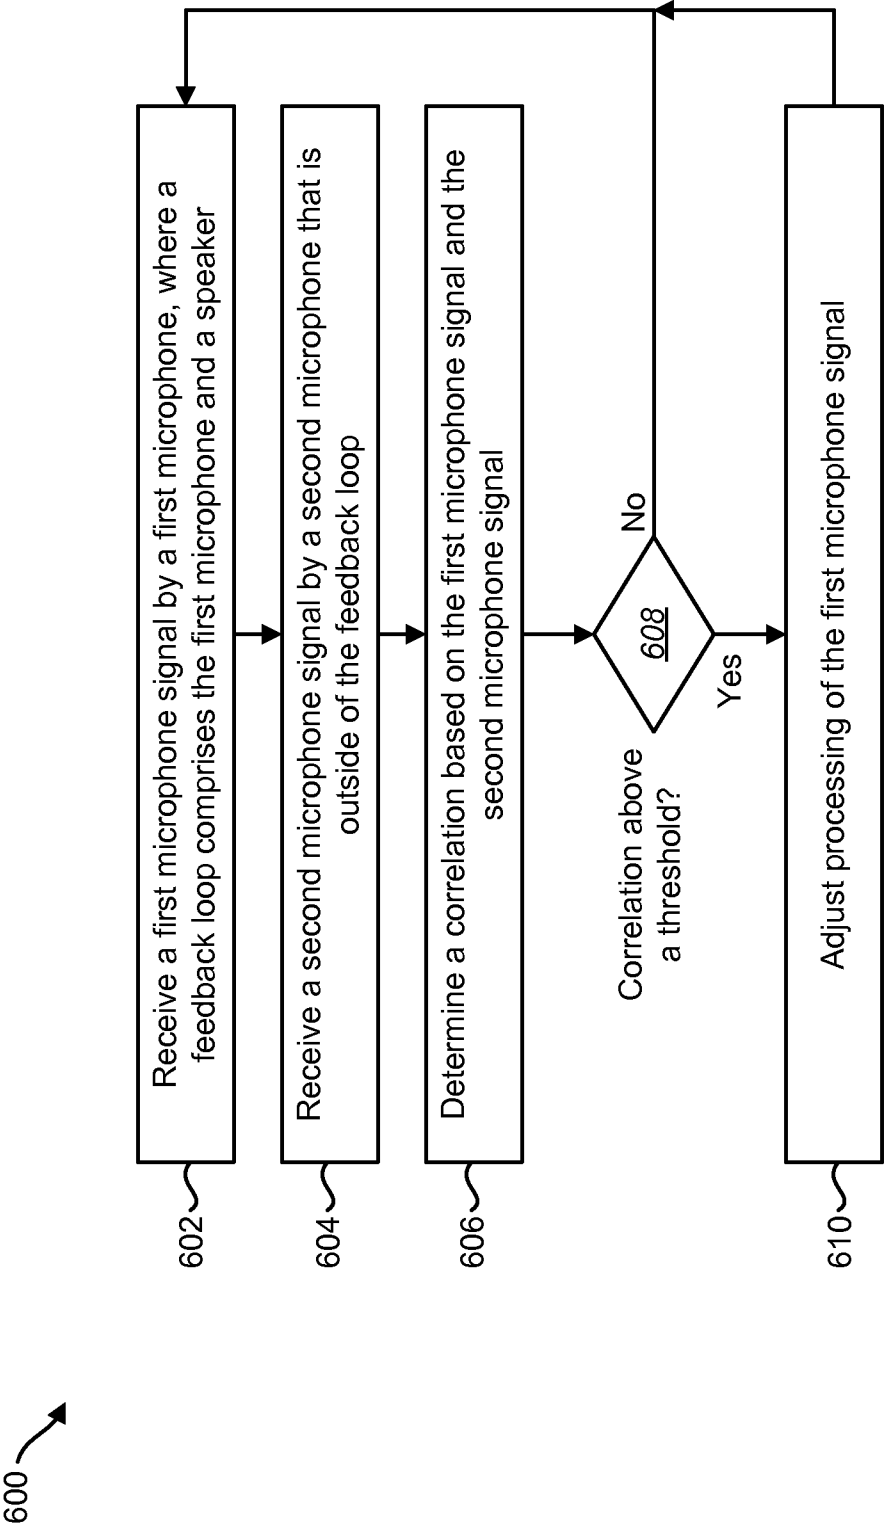 600
602
Receive a first microphone signal by a first microphone, where a
feedback loop comprises the first microphone and a speaker
604
Receive a second microphone signal by a second microphone that is
outside of the feedback loop
606
Determine a correlation based on the first microphone signal and the
second microphone signal
Correlation above
a threshold?
608
No
Yes
610
Adjust processing of the first microphone signal